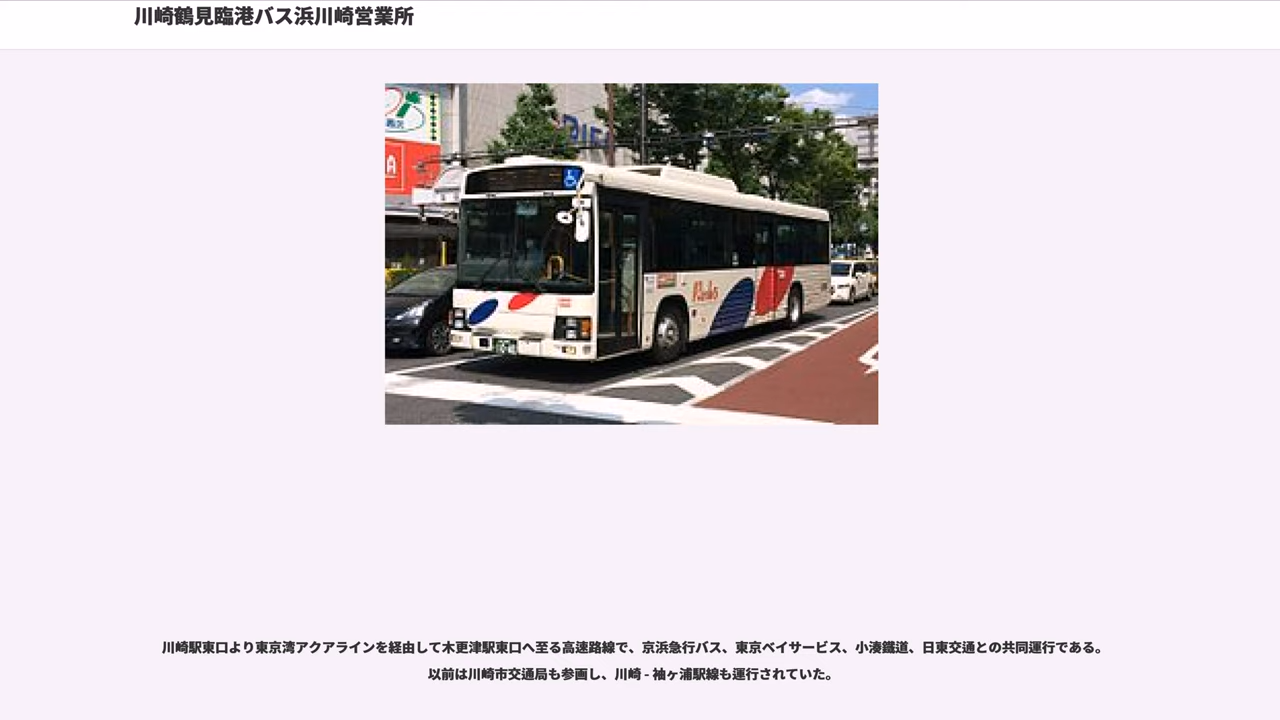 川崎鶴見臨港バス浜川崎営業所
川崎駅東口より東京湾アクアラインを経由して木更津駅東口へ至る高速路線で、京浜急行バス、東京ベイサービス、小湊鐵道、日東交通との共同運行である。
以前は川崎市交通局も参画し、川崎 - 袖ヶ浦駅線も運行されていた。